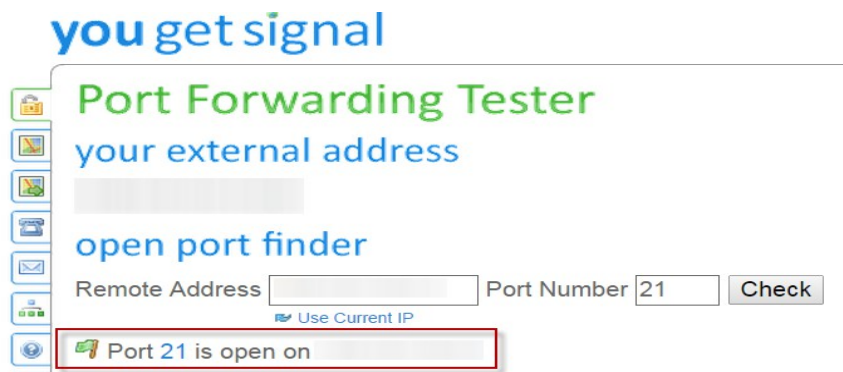 you get signal
Port Forwarding Tester
your external address
open port finder
Remote Address Port Number 21 Check
Use Current IP
Port 21 is open on